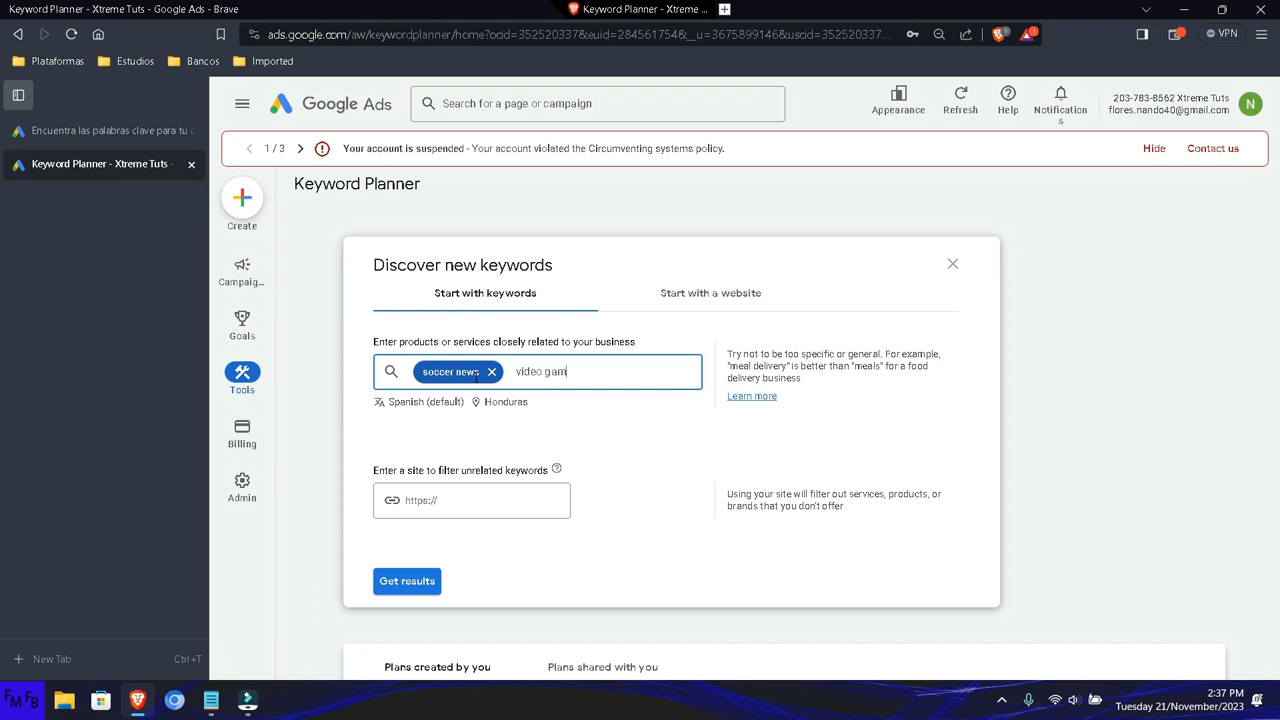 Keyword Planner - Xtreme Tuts - Google Ads - Brave
Keyword Planner - Xtreme ...
ads.google.com/aw/keywordplanner/home?ocid=352520337&euid=284561754&__u=3675899146&uscid=352520337...
VPN
Plataformas
Estudios
Bancos
Imported
Google Ads
Search for a page or campaign
Appearance
Refresh
Help
Notification
s
203-783-8562 Xtreme Tuts
flores.nando40@gmail.com
N
Encuentra las palabras clave para tu c
Keyword Planner - Xtreme Tuts -
1 / 3
Your account is suspended - Your account violated the Circumventing systems policy.
Hide
Contact us
Keyword Planner
Create
Campaig...
Goals
Tools
Billing
Admin
Discover new keywords
Start with keywords
Start with a website
Enter products or services closely related to your business
soccer news
video gam
Spanish (default)
Honduras
Try not to be too specific or general. For example,
"meal delivery" is better than "meals" for a food
delivery business
Learn more
Enter a site to filter unrelated keywords
https://
Using your site will filter out services, products, or
brands that you don't offer
Get results
Plans created by you
Plans shared with you
New Tab
Ctrl+T
FM FB
2:37 PM
Tuesday 21/November/2023